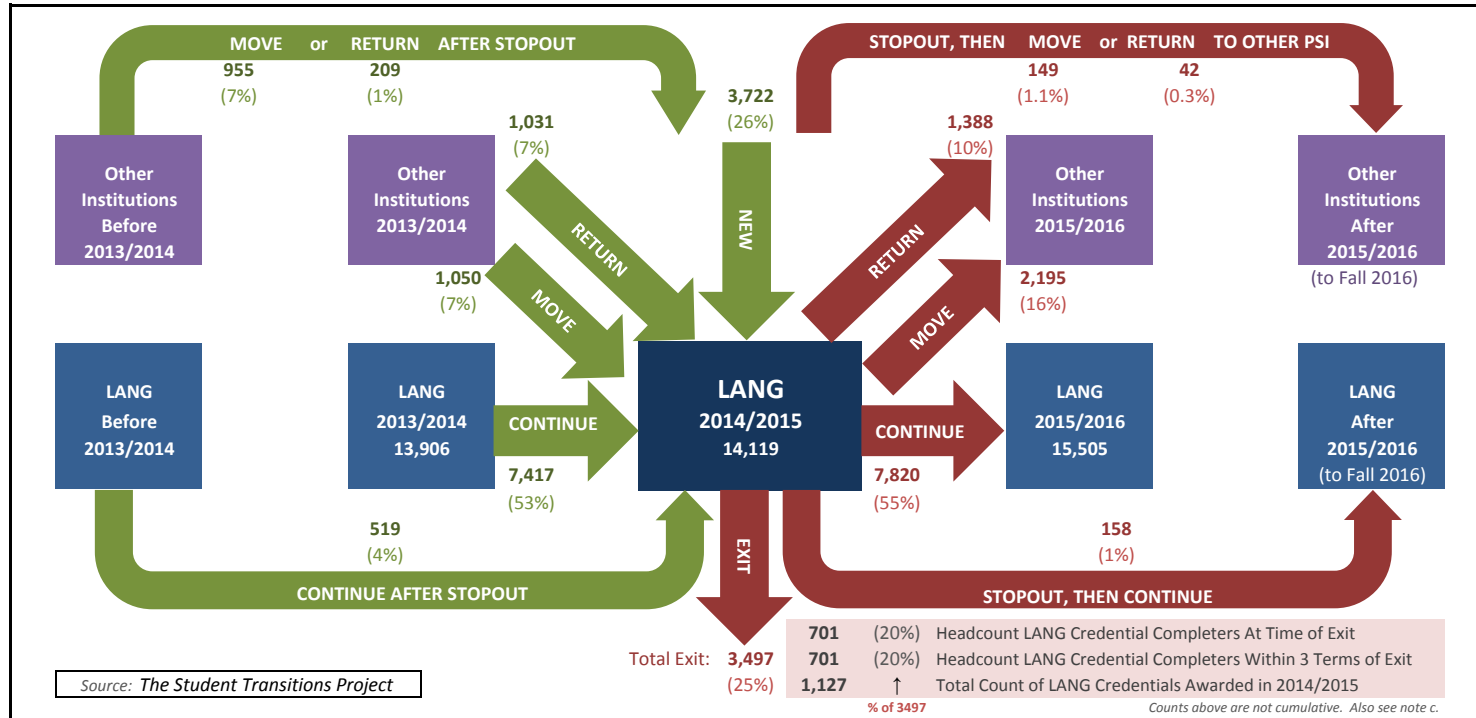 MOVE or RETURN AFTER STOPOUT
955 209
(7%) (1%)
STOPOUT, THEN MOVE or RETURN TO OTHER PSI
149 42
(1.1%) (0.3%)
3,722
(26%)
1,031
(7%)
1,388
(10%)
Other
Institutions
Before
2013/2014
Other
Institutions
2013/2014
Other
Institutions
2015/2016
Other
Institutions
After
2015/2016
(to Fall 2016)
RETURN
NEW
RETURN
1,050
(7%)
MOVE
MOVE
2,195
(16%)
LANG
Before
2013/2014
LANG
2013/2014
13,906
CONTINUE
7,417
(53%)
LANG
2014/2015
14,119
CONTINUE
7,820
(55%)
LANG
2015/2016
15,505
LANG
After
2015/2016
(to Fall 2016)
519
(4%)
CONTINUE AFTER STOPOUT
EXIT
158
(1%)
STOPOUT, THEN CONTINUE
Total Exit: 3,497
(25%)
701 (20%) Headcount LANG Credential Completers At Time of Exit
701 (20%) Headcount LANG Credential Completers Within 3 Terms of Exit
1,127 ↑ Total Count of LANG Credentials Awarded in 2014/2015
% of 3497
Counts above are not cumulative. Also see note c.
Source: The Student Transitions Project